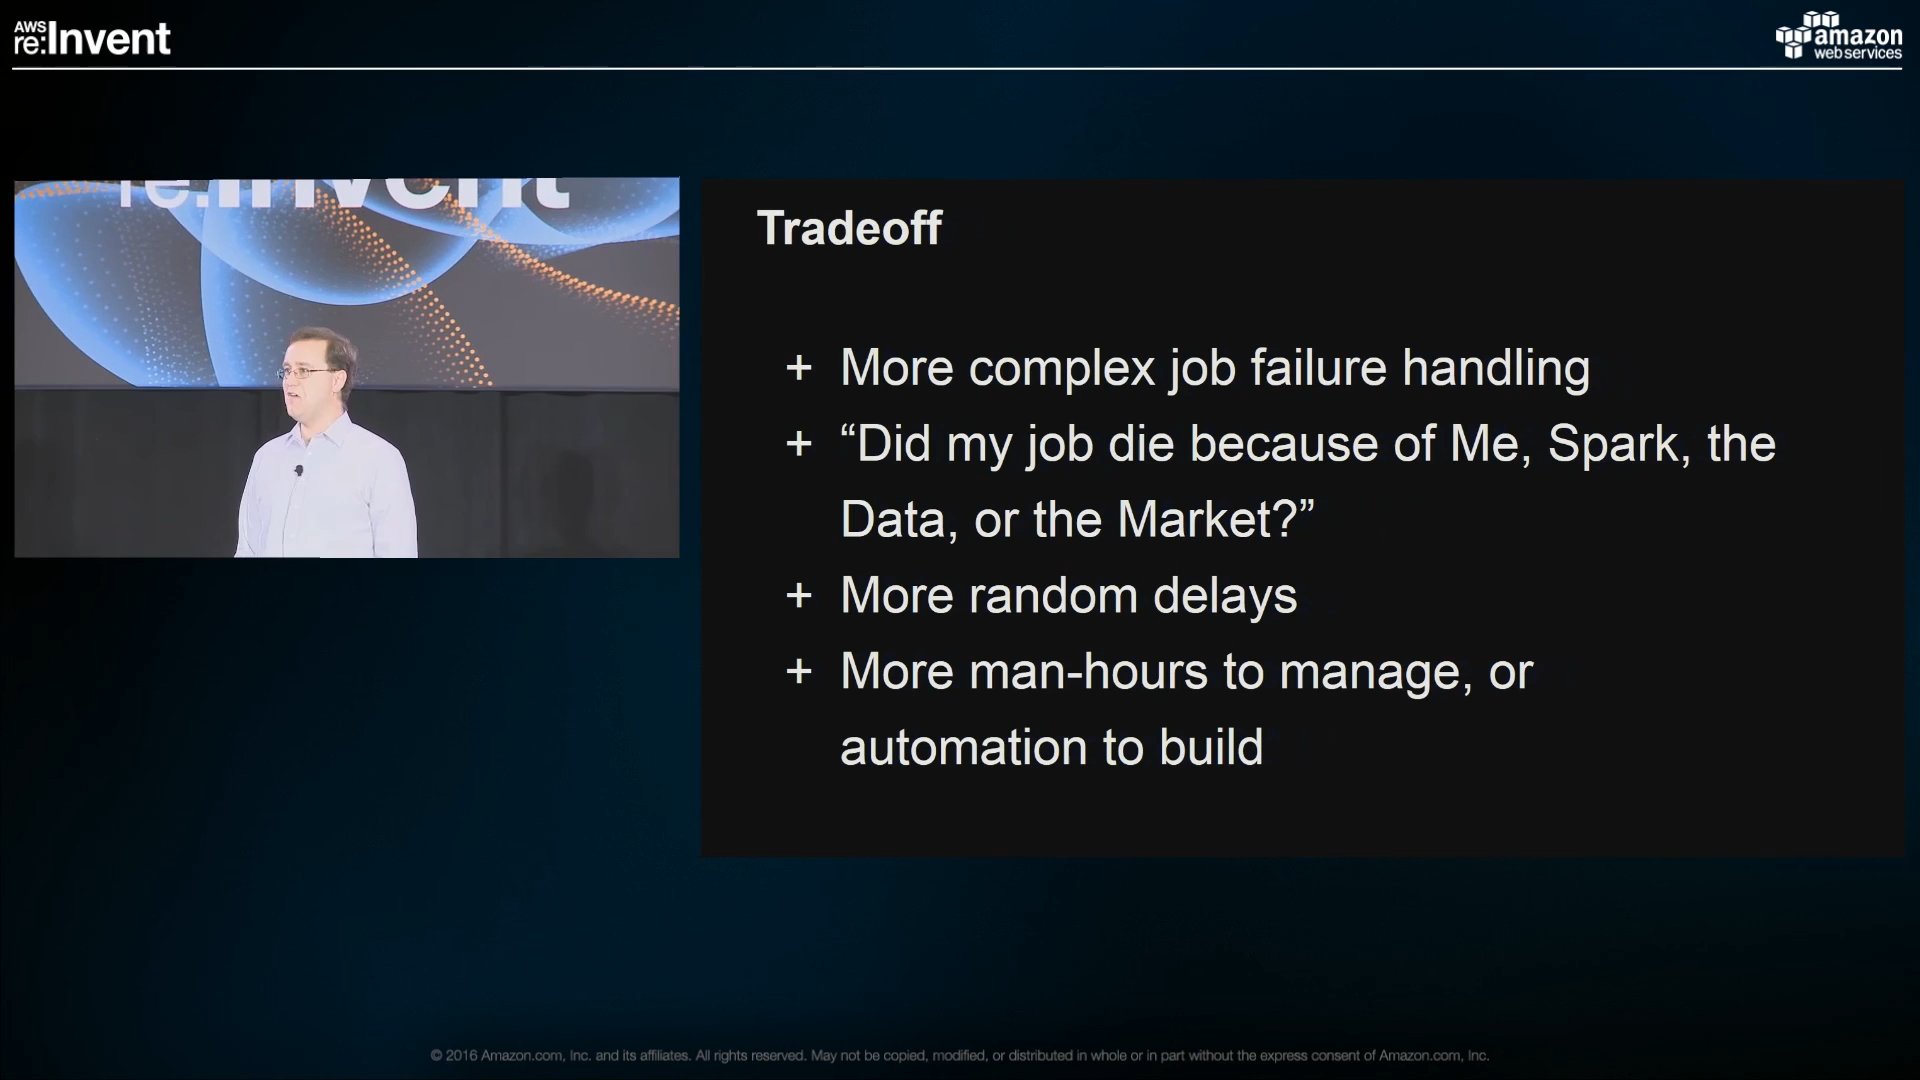 AWS
re:Invent
amazon
web services
re:Invent
Tradeoff
+ More complex job failure handling
+ “Did my job die because of Me, Spark, the
Data, or the Market?”
+ More random delays
+ More man-hours to manage, or
automation to build
© 2016 Amazon.com, Inc. and its affiliates. All rights reserved. May not be copied, modified, or distributed in whole or in part without the express consent of Amazon.com, Inc.